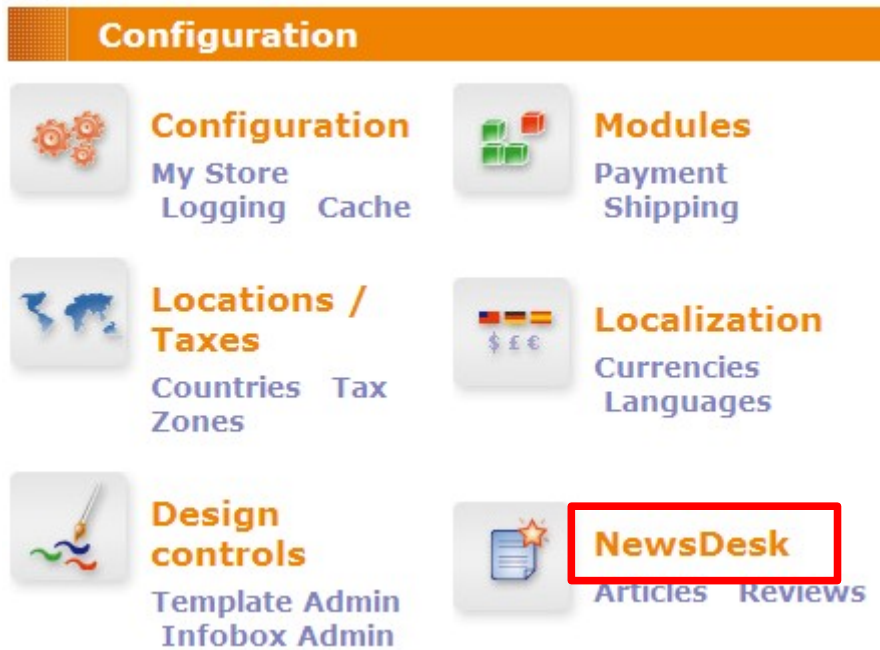 Configuration
Configuration
My Store
Logging Cache
Modules
Payment
Shipping
Locations /
Taxes
Countries Tax
Zones
$ £ €
Localization
Currencies
Languages
Design
controls
Template Admin
Infobox Admin
NewsDesk
Articles Reviews